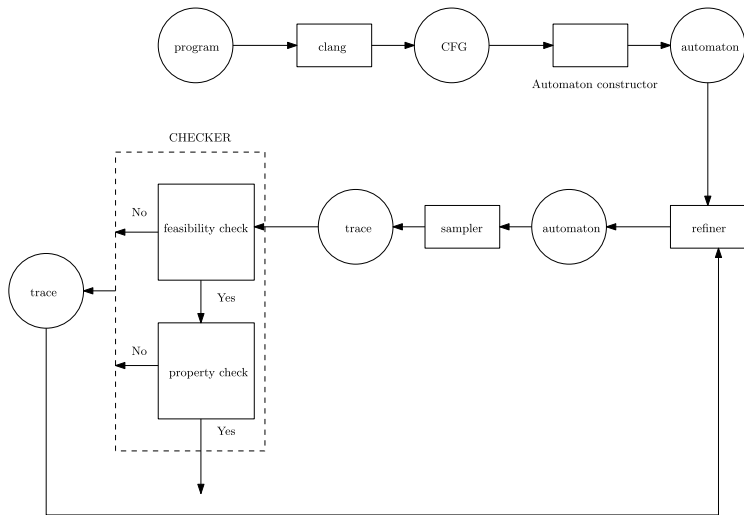 program
clang
CFG
automaton
Automaton constructor
CHECKER
No
feasibility check
trace
sampler
automaton
refiner
trace
Yes
No
property check
Yes